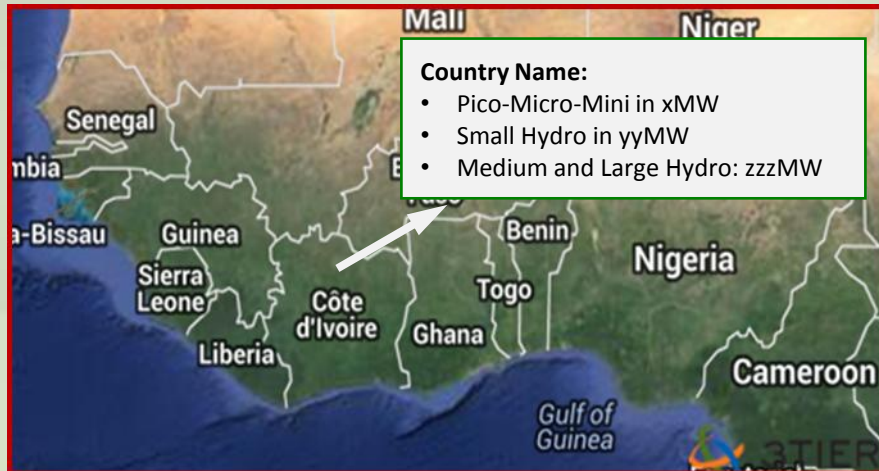 Mali
Niger
Country Name:
• Pico-Micro-Mini in xMW
• Small Hydro in yyMW
• Medium and Large Hydro: zzzMW
Senegal
mbia
a-Bissau
Guinea
Benin
Nigeria
Sierra
Leone
Côte
d'Ivoire
Togo
Ghana
Liberia
Cameroon
Gulf of
Guinea
3TIER